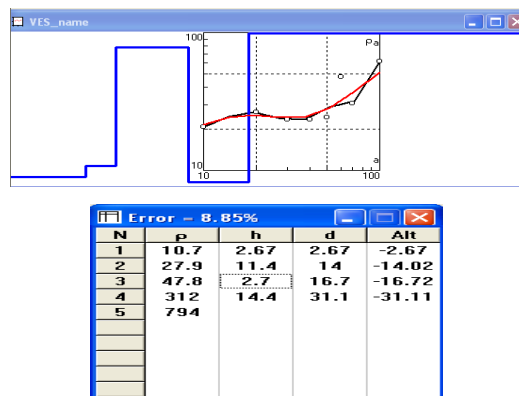 VES_name
100
Pa
10
a
10 100
Error = 8.85%
N ρ h d Alt
1 10.7 2.67 2.67 -2.67
2 27.9 11.4 14 -14.02
3 47.8 2.7 16.7 -16.72
4 312 14.4 31.1 -31.11
5 794